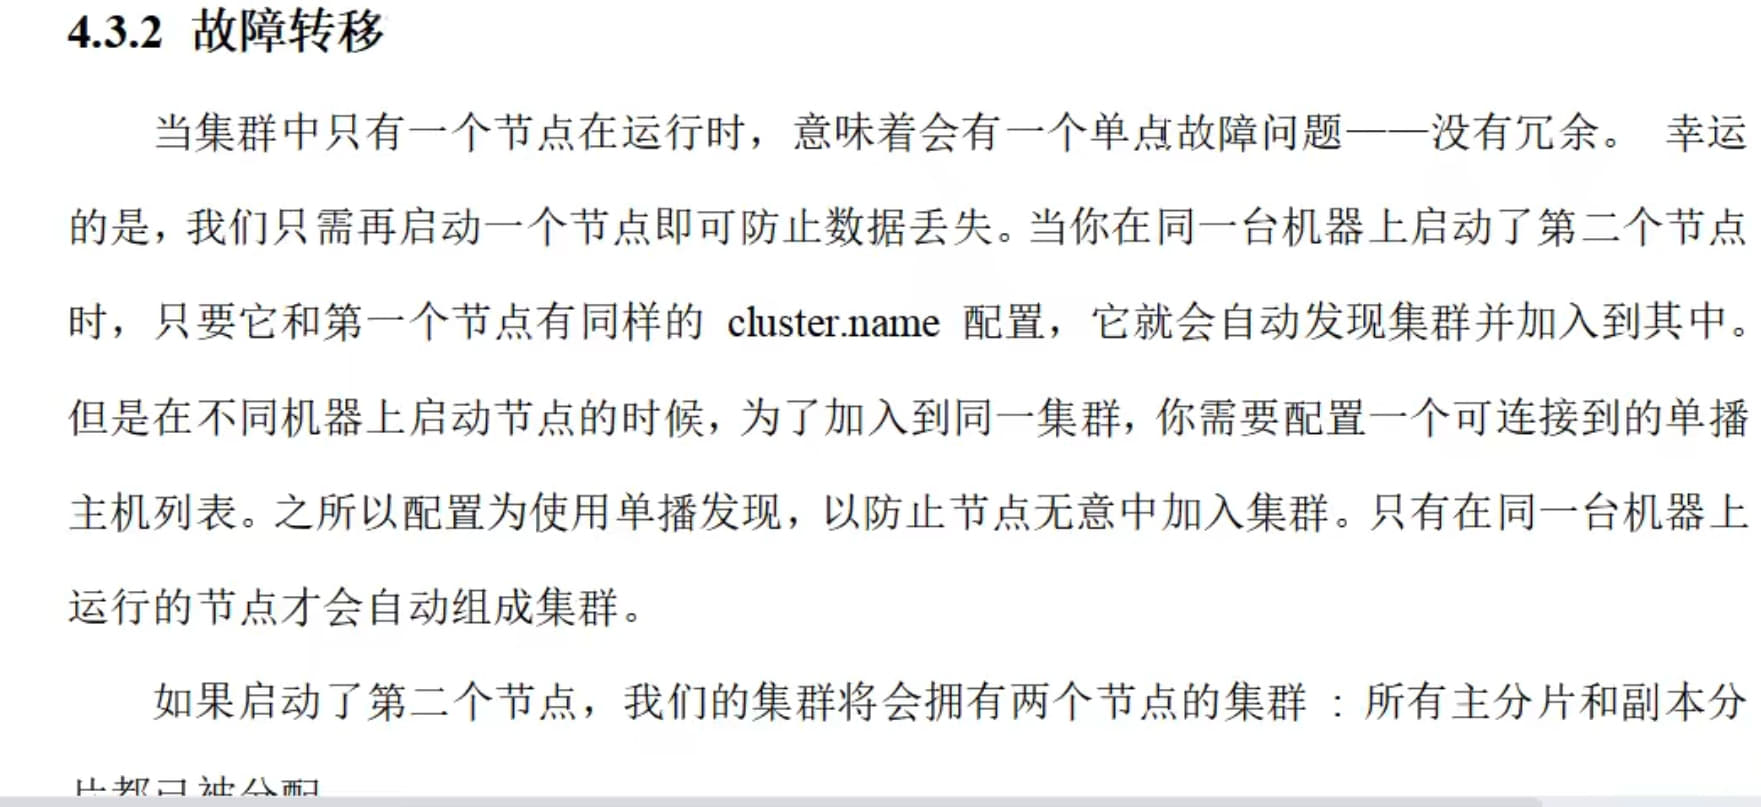 4.3.2 故障转移
当集群中只有一个节点在运行时，意味着会有一个单点故障问题——没有冗余。 幸运
的是，我们只需再启动一个节点即可防止数据丢失。当你在同一台机器上启动了第二个节点
时，只要它和第一个节点有同样的 cluster.name 配置，它就会自动发现集群并加入到其中。
但是在不同机器上启动节点的时候，为了加入到同一集群，你需要配置一个可连接到的单播
主机列表。之所以配置为使用单播发现，以防止节点无意中加入集群。只有在同一台机器上
运行的节点才会自动组成集群。
如果启动了第二个节点，我们的集群将会拥有两个节点的集群 : 所有主分片和副本分
片都已被分配